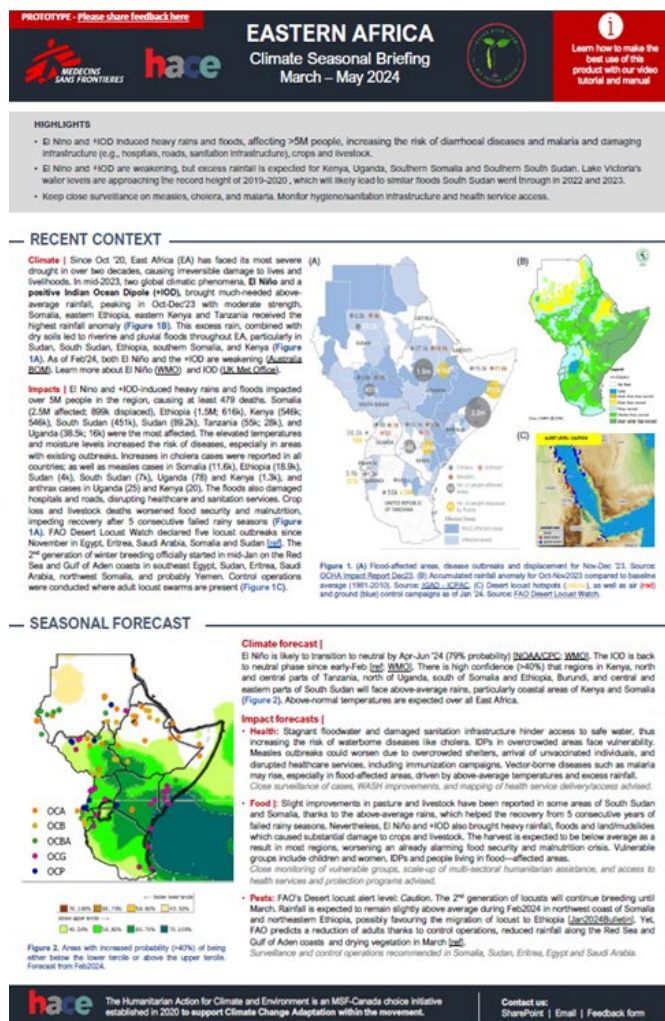 PROTOTYPE - Please share feedback here
EASTERN AFRICA
Climate Seasonal Briefing
March – May 2024
MEDECINS
SANS FRONTIERES
hace
i
Learn how to make the
best use of this
product with our video
tutorial and manual
HIGHLIGHTS
• El Nino and +IOD induced heavy rains and floods, affecting >5M people, increasing the risk of diarrhoeal diseases and malaria and damaging
infrastructure (e.g., hospitals, roads, sanitation infrastructure), crops and livestock.
• El Nino and +IOD are weakening, but excess rainfall is expected for Kenya, Uganda, Southern Somalia and Southern South Sudan. Lake Victoria's
water levels are approaching the record height of 2019-2020 , which will likely lead to similar floods South Sudan went through in 2022 and 2023.
• Keep close surveillance on measles, cholera, and malaria. Monitor hygiene/sanitation infrastructure and health service access.
RECENT CONTEXT
Climate | Since Oct '20, East Africa (EA) has faced its most severe
drought in over two decades, causing irreversible damage to lives and
livelihoods. In mid-2023, two global climatic phenomena, El Niño and a
positive Indian Ocean Dipole (+IOD), brought much-needed above-
average rainfall, peaking in Oct-Dec'23 with moderate strength.
Somalia, eastern Ethiopia, eastern Kenya and Tanzania received the
highest rainfall anomaly (Figure 1B). This excess rain, combined with
dry soils led to riverine and pluvial floods throughout EA, particularly in
Sudan, South Sudan, Ethiopia, southern Somalia, and Kenya (Figure
1A). As of Feb'24, both El Niño and the +IOD are weakening (Australia
BOM). Learn more about El Niño (WMO) and IOD (UK Met Office).
Impacts | El Nino and +IOD-induced heavy rains and floods impacted
over 5M people in the region, causing at least 479 deaths. Somalia
(2.5M affected; 899k displaced), Ethiopia (1.5M; 616k), Kenya (546k;
546k), South Sudan (451k), Sudan (89.2k), Tanzania (55k; 28k), and
Uganda (38.5k; 16k) were the most affected. The elevated temperatures
and moisture levels increased the risk of diseases, especially in areas
with existing outbreaks. Increases in cholera cases were reported in all
countries; as well as measles cases in Somalia (11.6k), Ethiopia (18.9k),
Sudan (4k), South Sudan (7k), Uganda (78) and Kenya (1.3k), and
anthrax cases in Uganda (25) and Kenya (20). The floods also damaged
hospitals and roads, disrupting healthcare and sanitation services. Crop
loss and livestock deaths worsened food security and malnutrition,
impeding recovery after 5 consecutive failed rainy seasons (Figure
1A). FAO Desert Locust Watch declared five locust outbreaks since
November in Egypt, Eritrea, Saudi Arabia, Somalia and Sudan [ref]. The
2nd generation of winter breeding officially started in mid-Jan on the Red
Sea and Gulf of Aden coasts in southeast Egypt, Sudan, Eritrea, Saudi
Arabia, northwest Somalia, and probably Yemen. Control operations
were conducted where adult locust swarms are present (Figure 1C).
(A)
(B)
(C)
ALERT LEVEL: CAUTION
SUDAN
ERITREA
SOUTH SUDAN
UNITED REPUBLIC
OF TANZANIA
1.5m
2.5m
Most affected areas
Affected areas
Figure 1. (A) Flood-affected areas, disease outbreaks and displacement for Nov-Dec '23. Source:
OCHA Impact Report Dec23. (B) Accumulated rainfall anomaly for Oct-Nov2023 compared to baseline
average (1981-2010). Source: IGAD - ICPAC. (C) Desert locust hotspots (yellow), as well as air (red)
and ground (blue) control campaigns as of Jan '24. Source: FAO Desert Locust Watch.
SEASONAL FORECAST
Climate forecast |
El Niño is likely to transition to neutral by Apr-Jun '24 (79% probability) [NOAA/CPC; WMO]. The IOD is back
to neutral phase since early-Feb [ref; WMO]. There is high confidence (>40%) that regions in Kenya, north
and central parts of Tanzania, north of Uganda, south of Somalia and Ethiopia, Burundi, and central and
eastern parts of South Sudan will face above-average rains, particularly coastal areas of Kenya and Somalia
(Figure 2). Above-normal temperatures are expected over all East Africa.
Impact forecasts |
• Health: Stagnant floodwater and damaged sanitation infrastructure hinder access to safe water, thus
increasing the risk of waterborne diseases like cholera. IDPs in overcrowded areas face vulnerability.
Measles outbreaks could worsen due to overcrowded shelters, arrival of unvaccinated individuals, and
disrupted healthcare services, including immunization campaigns. Vector-borne diseases such as malaria
may rise, especially in flood-affected areas, driven by above-average temperatures and excess rainfall.
Close surveillance of cases, WASH improvements, and mapping of health service delivery/access advised.
• Food |: Slight improvements in pasture and livestock have been reported in some areas of South Sudan
and Somalia, thanks to the above-average rains, which helped the recovery from 5 consecutive years of
failed rainy seasons. Nevertheless, El Niño and +IOD also brought heavy rainfall, floods and land/mudslides
which caused substantial damage to crops and livestock. The harvest is expected to be below average as a
result in most regions, worsening an already alarming food security and malnutrition crisis. Vulnerable
groups include children and women, IDPs and people living in flood—affected areas.
Close monitoring of vulnerable groups, scale-up of multi-sectoral humanitarian assistance, and access to
health services and protection programs advised.
• Pests: FAO's Desert locust alert level: Caution. The 2nd generation of locusts will continue breeding until
March. Rainfall is expected to remain slightly above average during Feb2024 in northwest coast of Somalia
and northeastern Ethiopia, possibly favouring the migration of locust to Ethiopia [Jan2024Bulletin]. Yet,
FAO predicts a reduction of adults thanks to control operations, reduced rainfall along the Red Sea and
Gulf of Aden coasts and drying vegetation in March [ref].
Surveillance and control operations recommended in Somalia, Sudan, Eritrea, Egypt and Saudi Arabia.
OCA
OCB
OCBA
OCG
OCP
Figure 2. Areas with increased probability (>40%) of being
either below the lower tercile or above the upper tercile.
Forecast from Feb2024.
hace
The Humanitarian Action for Climate and Environment is an MSF-Canada choice initiative
established in 2020 to support Climate Change Adaptation within the movement.
Contact us:
SharePoint | Email | Feedback form